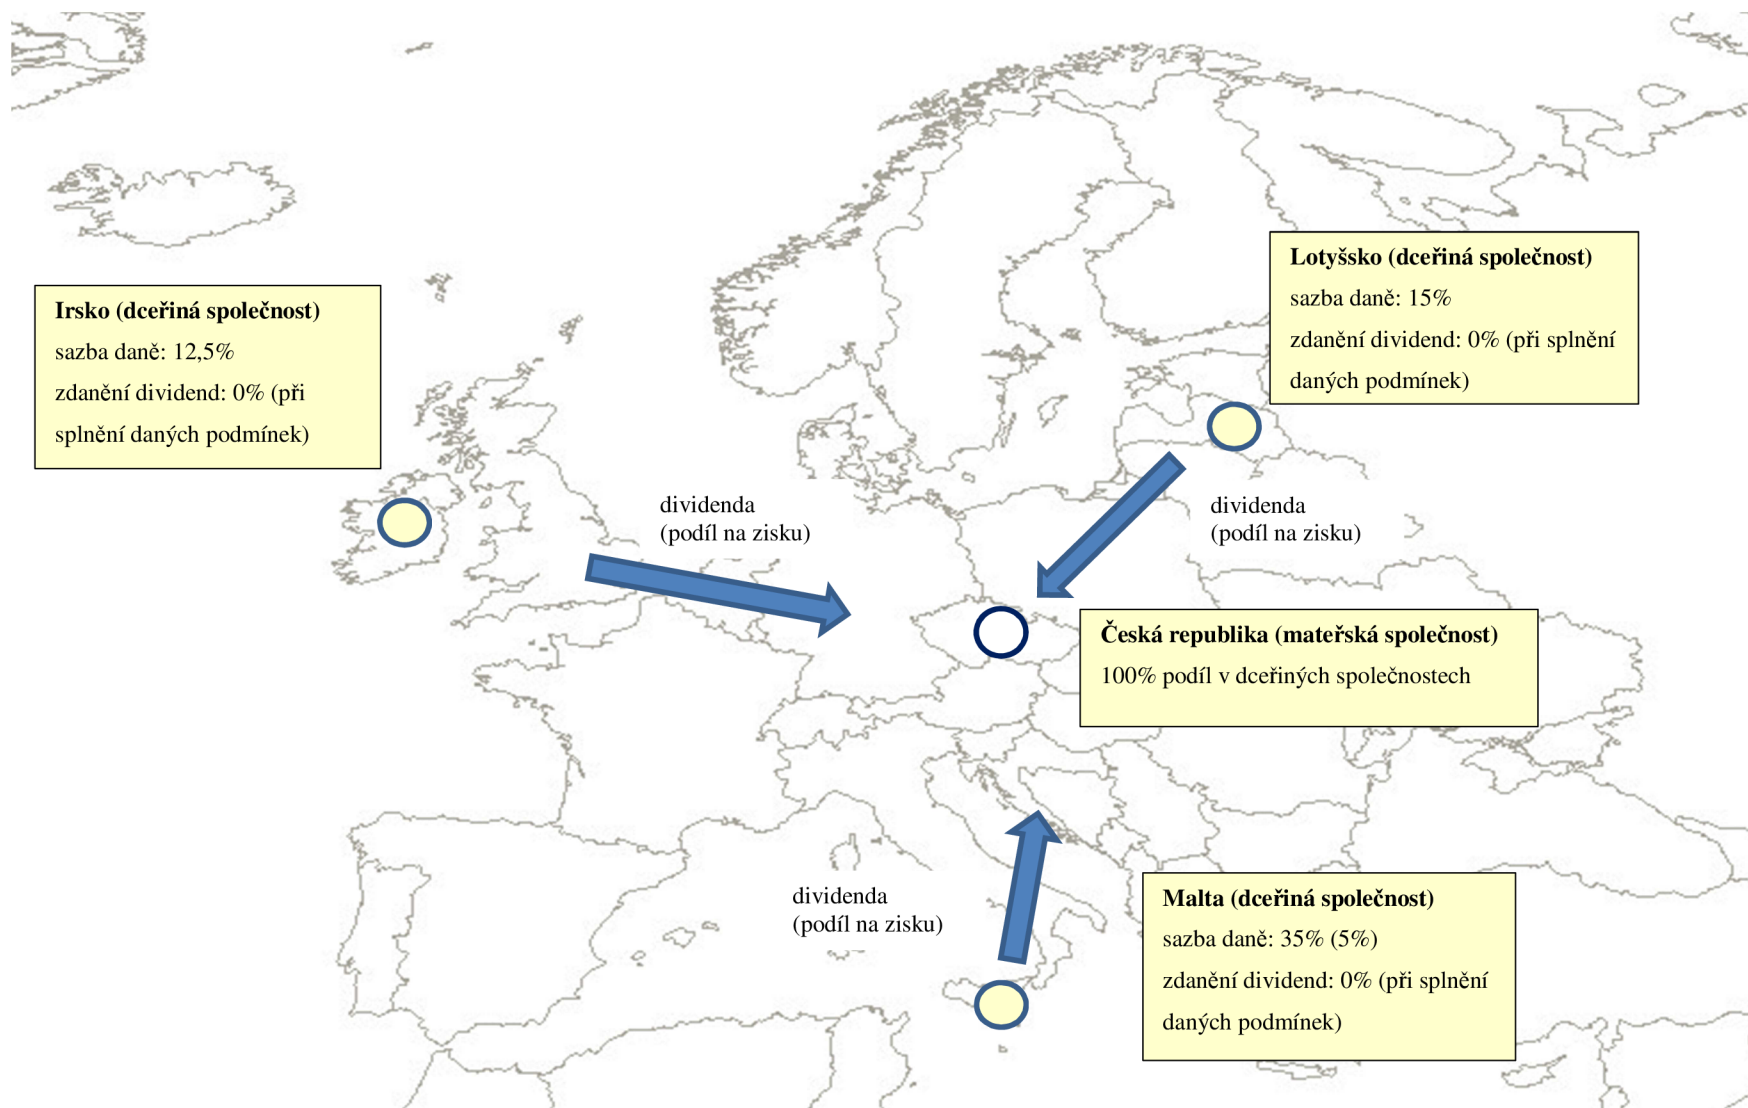 Lotyšsko (dceřiná společnost)
sazba daně: 15%
zdanění dividend: 0% (při splnění
daných podmínek)
Irsko (dceřiná společnost)
sazba daně: 12,5%
zdanění dividend: 0% (při
splnění daných podmínek)
dividenda
(podíl na zisku)
dividenda
(podíl na zisku)
Česká republika (mateřská společnost)
100% podíl v dceřiných společnostech
dividenda
(podíl na zisku)
Malta (dceřiná společnost)
sazba daně: 35% (5%)
zdanění dividend: 0% (při splnění
daných podmínek)